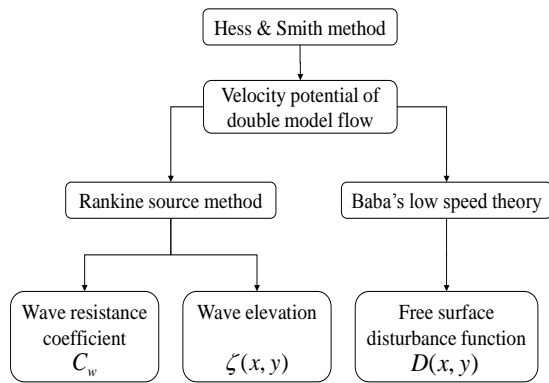 Hess & Smith method
Velocity potential of
double model flow
Rankine source method
Baba's low speed theory
Wave resistance
coefficient
C_w
Wave elevation
ζ(x, y)
Free surface
disturbance function
D(x, y)